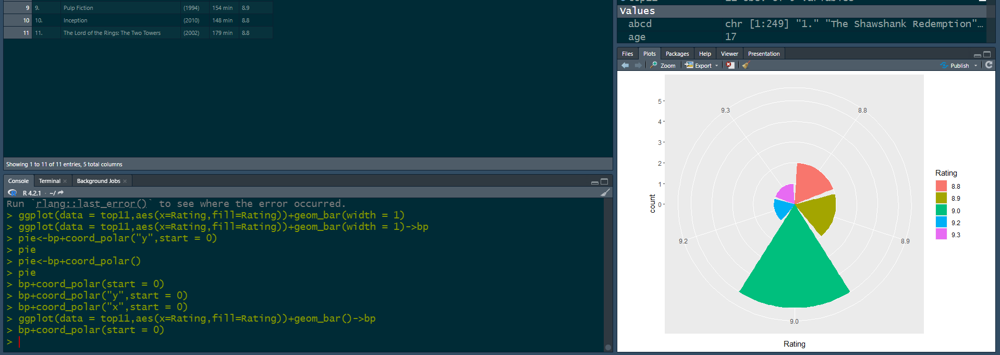 9 9. Pulp Fiction (1994) 154 min 8.9
10 10. Inception (2010) 148 min 8.8
11 11. The Lord of the Rings: The Two Towers (2002) 179 min 8.8
Showing 1 to 11 of 11 entries, 5 total columns
Console Terminal × Background Jobs ×
R 4.2.1 · ~/
Run `rlang::last_error()` to see where the error occurred.
> ggplot(data = top11,aes(x=Rating,fill=Rating))+geom_bar(width = 1)
> ggplot(data = top11,aes(x=Rating,fill=Rating))+geom_bar(width = 1)->bp
> pie<-bp+coord_polar("y",start = 0)
> pie
> pie<-bp+coord_polar()
> pie
> bp+coord_polar(start = 0)
> bp+coord_polar("y",start = 0)
> bp+coord_polar("x",start = 0)
> ggplot(data = top11,aes(x=Rating,fill=Rating))+geom_bar()->bp
> bp+coord_polar(start = 0)
>
Values
abcd chr [1:249] "1." "The Shawshank Redemption"…
age 17
Files Plots Packages Help Viewer Presentation
Zoom Export Publish
5
4
3
2
1
0
count
9.3
8.8
9.2
8.9
9.0
Rating
Rating
8.8
8.9
9.0
9.2
9.3